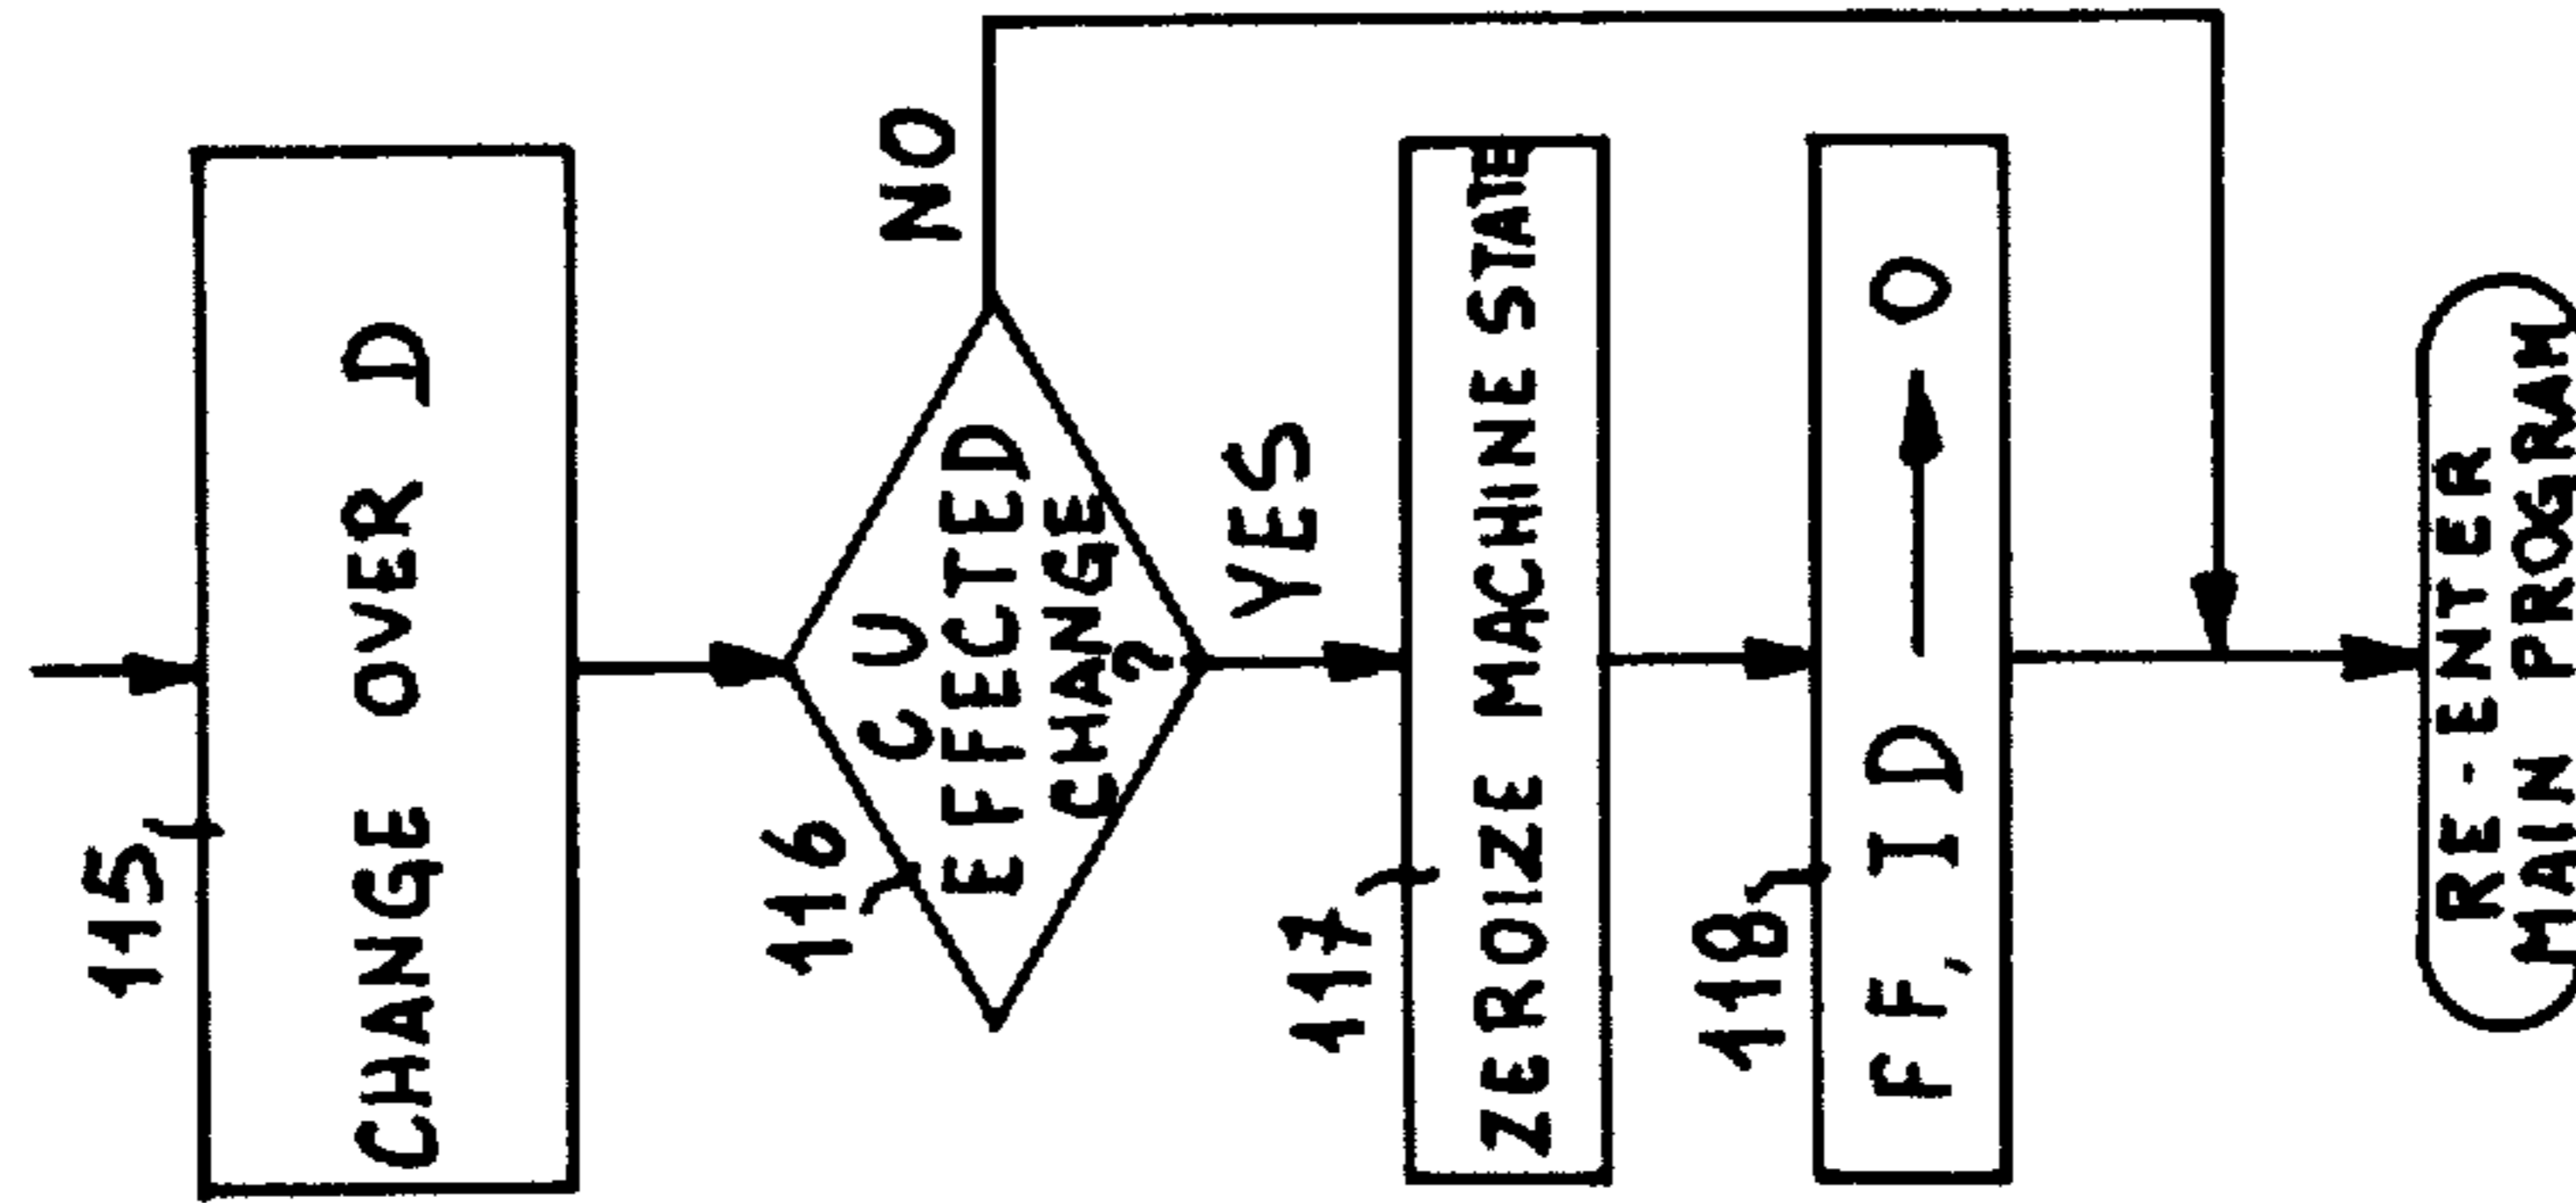 115
CHANGE OVER D
116
C U
EFFECTED
CHANGE
?
NO
YES
117
ZEROIZE MACHINE STATE
118
FF, ID → 0
RE-ENTER
MAIN PROGRAM